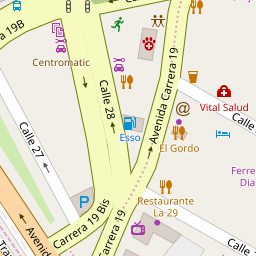 a 19B
Centromatic
Calle 28
Avenida Carrera 19
Vital Salud
Esso
El Gordo
Calle 27
Ferre
Dia
Restaurante
La 29
Carrera 19 Bis
Carrera 19
Avenida
Tra
Calle